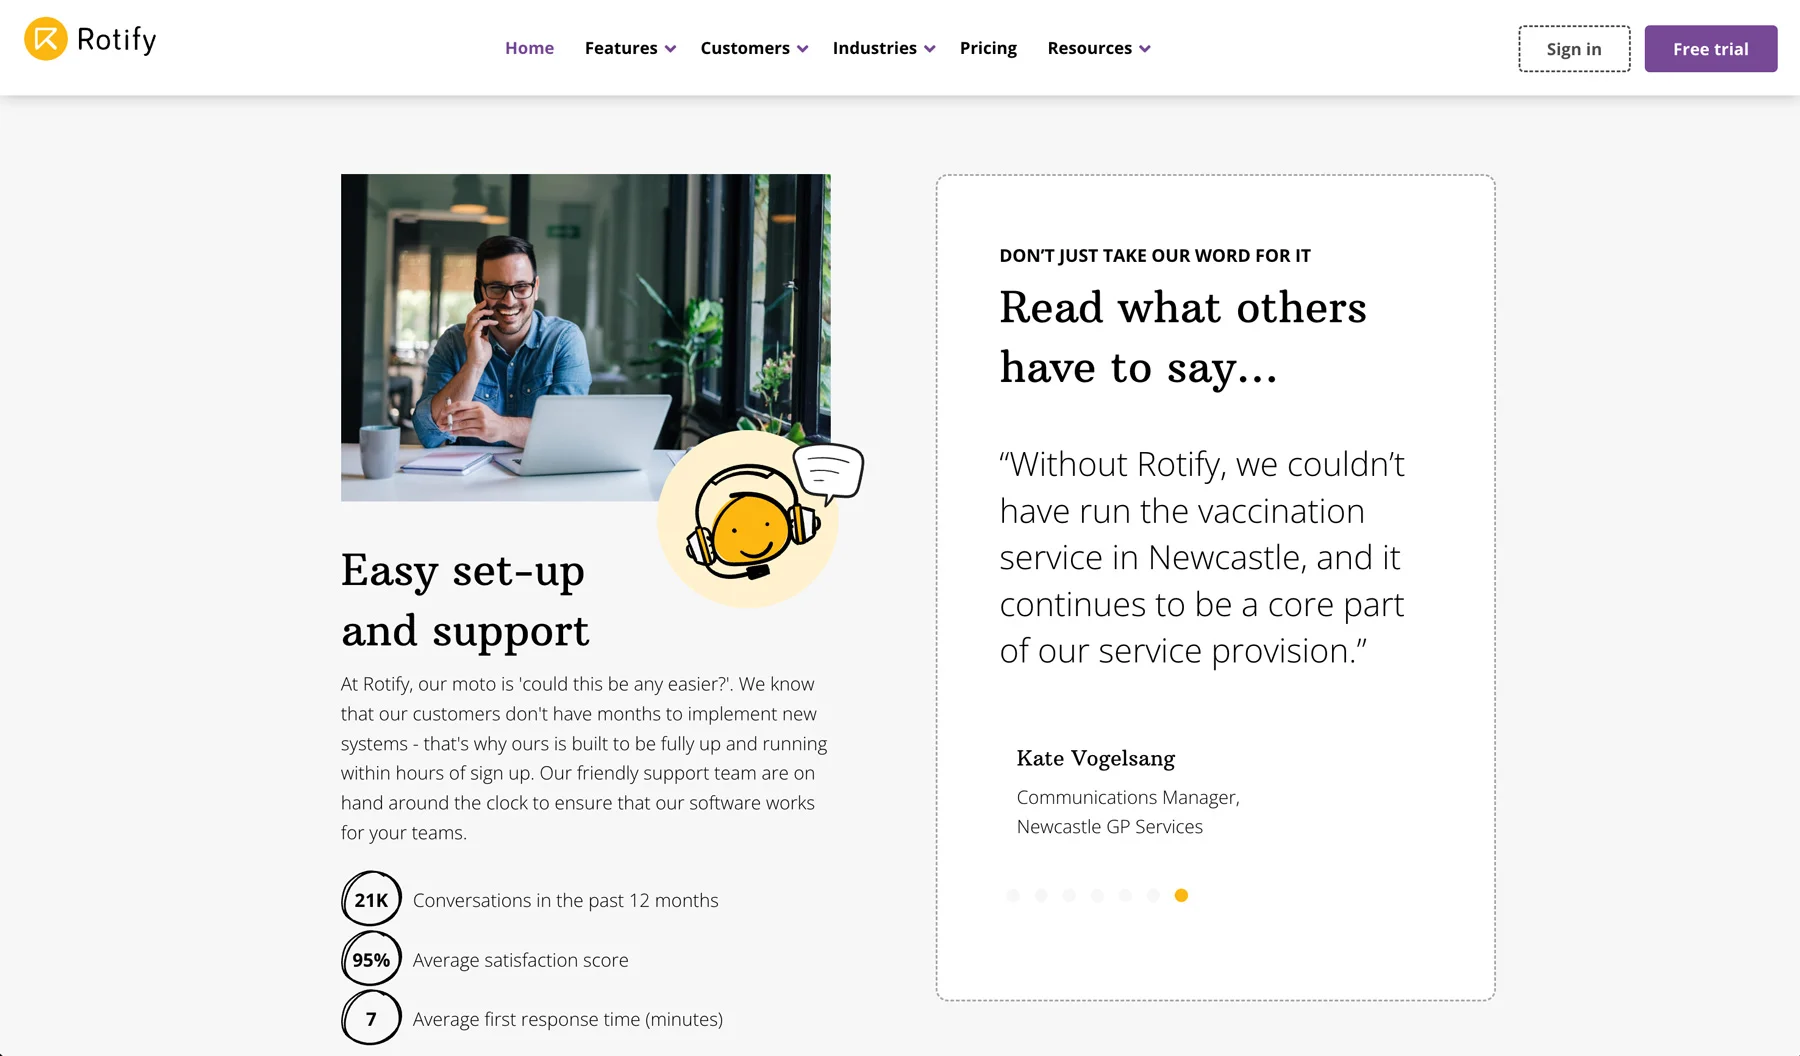 Rotify
Home
Features
Customers
Industries
Pricing
Resources
Sign in
Free trial
Easy set-up
and support
At Rotify, our moto is 'could this be any easier?'. We know
that our customers don't have months to implement new
systems - that's why ours is built to be fully up and running
within hours of sign up. Our friendly support team are on
hand around the clock to ensure that our software works
for your teams.
21K Conversations in the past 12 months
95% Average satisfaction score
7 Average first response time (minutes)
DON’T JUST TAKE OUR WORD FOR IT
Read what others
have to say...
“Without Rotify, we couldn’t
have run the vaccination
service in Newcastle, and it
continues to be a core part
of our service provision.”
Kate Vogelsang
Communications Manager,
Newcastle GP Services